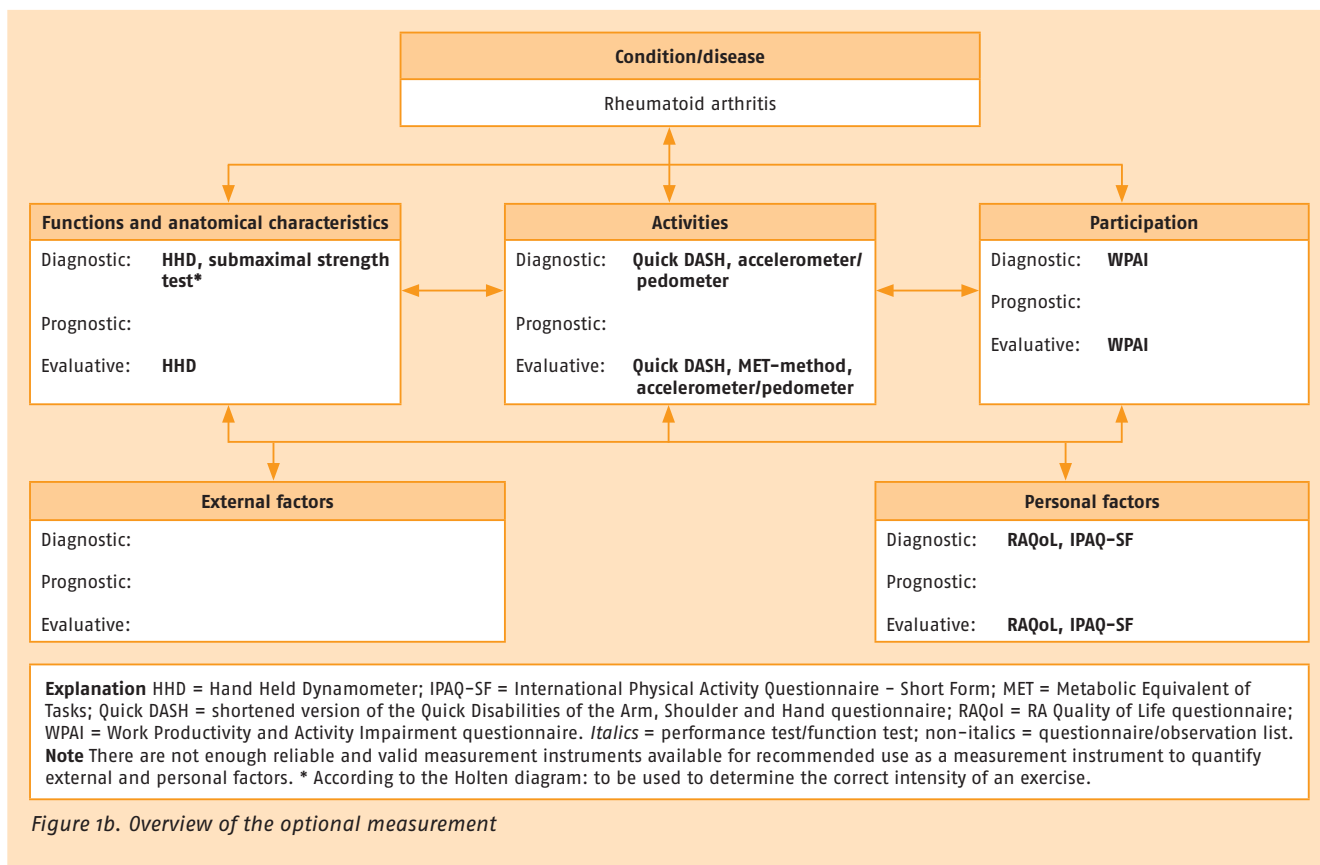 Condition/disease
Rheumatoid arthritis
Functions and anatomical characteristics
Diagnostic: HHD, submaximal strength
test*
Prognostic:
Evaluative: HHD
Activities
Diagnostic: Quick DASH, accelerometer/
pedometer
Prognostic:
Evaluative: Quick DASH, MET-method,
accelerometer/pedometer
Participation
Diagnostic: WPAI
Prognostic:
Evaluative: WPAI
External factors
Diagnostic:
Prognostic:
Evaluative:
Personal factors
Diagnostic: RAQoL, IPAQ-SF
Prognostic:
Evaluative: RAQoL, IPAQ-SF
Explanation HHD = Hand Held Dynamometer; IPAQ-SF = International Physical Activity Questionnaire - Short Form; MET = Metabolic Equivalent of
Tasks; Quick DASH = shortened version of the Quick Disabilities of the Arm, Shoulder and Hand questionnaire; RAQol = RA Quality of Life questionnaire;
WPAI = Work Productivity and Activity Impairment questionnaire. Italics = performance test/function test; non-italics = questionnaire/observation list.
Note There are not enough reliable and valid measurement instruments available for recommended use as a measurement instrument to quantify
external and personal factors. * According to the Holten diagram: to be used to determine the correct intensity of an exercise.
Figure 1b. Overview of the optional measurement